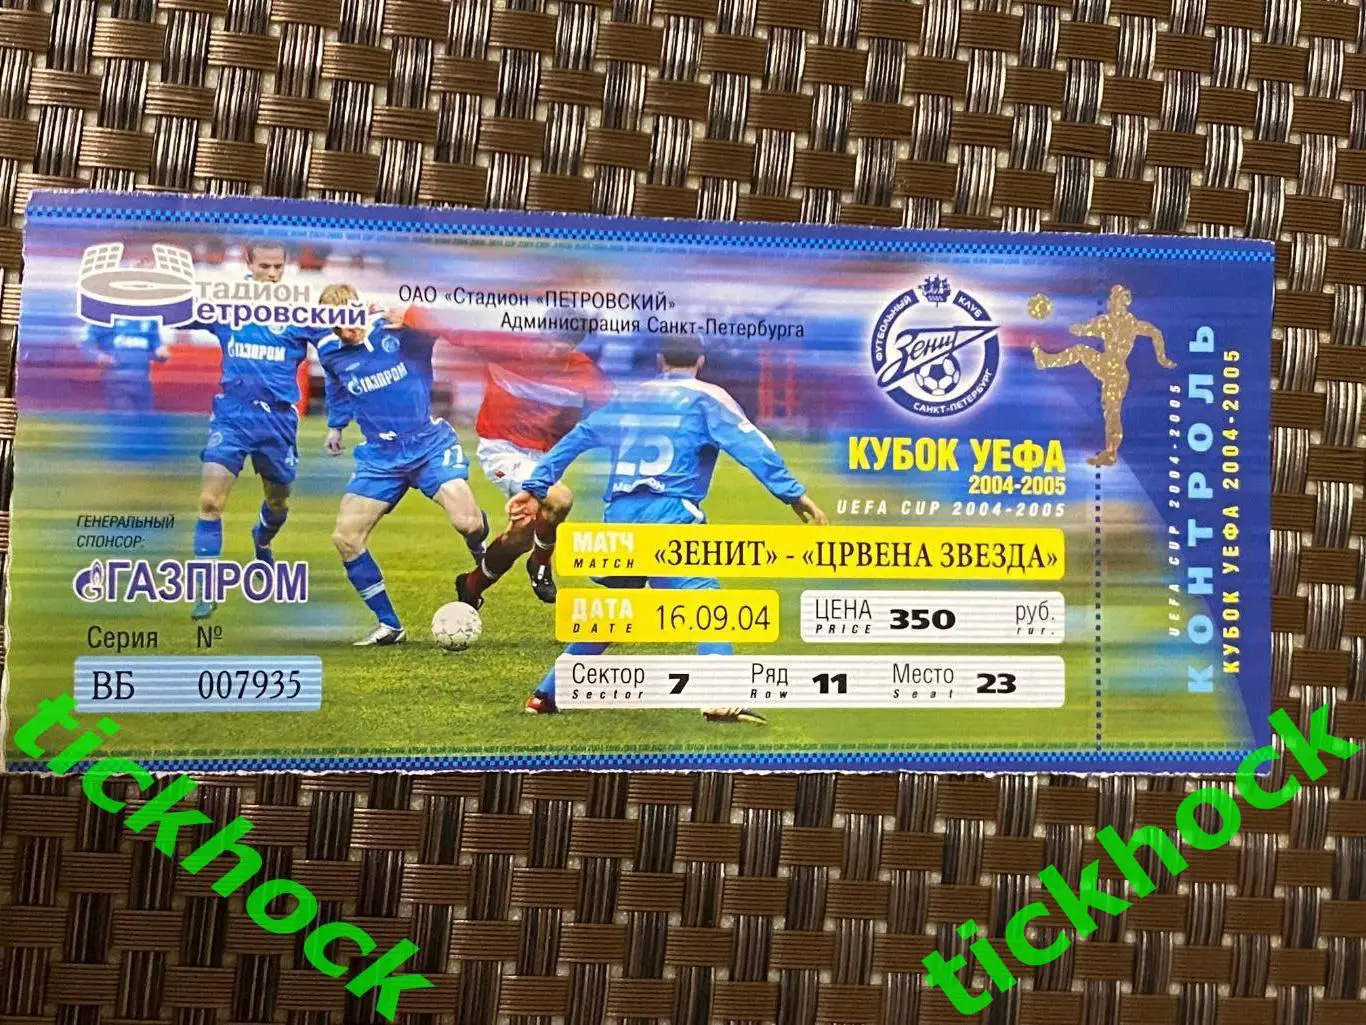 Стадион
Петровский
ОАО «Стадион «ПЕТРОВСКИЙ»
Администрация Санкт-Петербурга
ФУТБОЛЬНЫЙ КЛУБ
Зенит
САНКТ-ПЕТЕРБУРГ
ГАЗПРОМ
ГАЗПРОМ
25
КУБОК УЕФА
2004-2005
UEFA CUP 2004-2005
ГЕНЕРАЛЬНЫЙ
СПОНСОР:
ГАЗПРОМ
Серия №
ВБ 007935
МАТЧ
MATCH
«ЗЕНИТ» - «ЦРВЕНА ЗВЕЗДА»
ДАТА
DATE
16.09.04
ЦЕНА
PRICE
350
руб.
rur.
Сектор
Sector
7
Ряд
Row
11
Место
Seat
23
UEFA CUP 2004-2005
КОНТРОЛЬ
КУБОК УЕФА 2004-2005
tickhock
tickhock